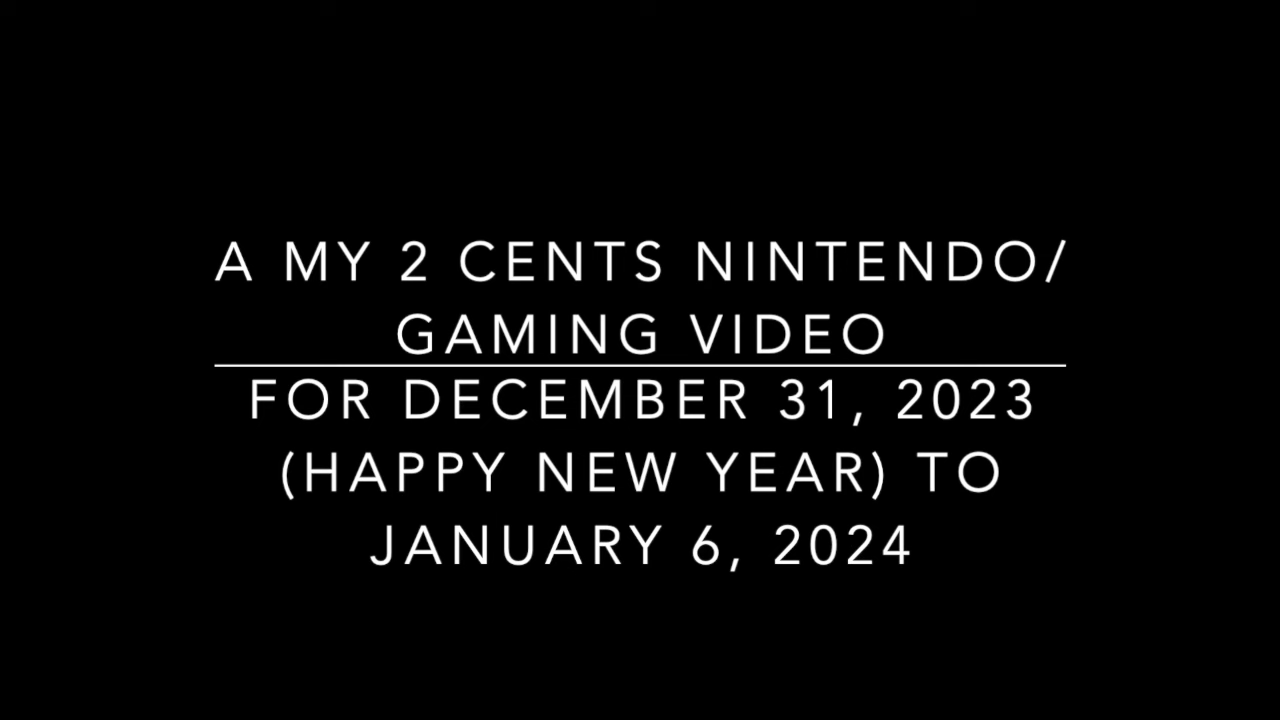 A MY 2 CENTS NINTENDO/
GAMING VIDEO
FOR DECEMBER 31, 2023
(HAPPY NEW YEAR) TO
JANUARY 6, 2024